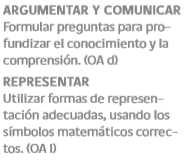 ARGUMENTAR Y COMUNICAR
Formular preguntas para pro-
fundizar el conocimiento y la
comprensión. (OA d)
REPRESENTAR
Utilizar formas de represen-
tación adecuadas, usando los
símbolos matemáticos correc-
tos. (OA l)